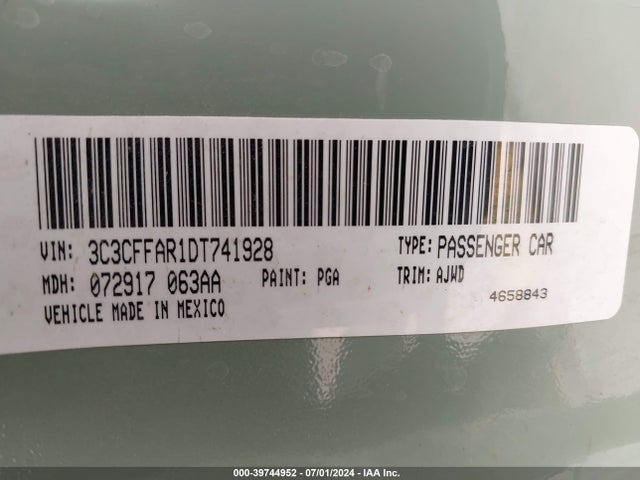 VIN: 3C3CFFAR1DT741928 TYPE: PASSENGER CAR
MDH: 072917 063AA PAINT: PGA TRIM: AJWD
VEHICLE MADE IN MEXICO 4658843
000-39744952 - 07/01/2024 - IAA Inc.